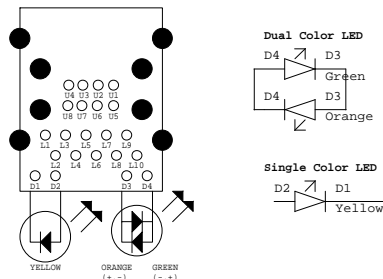 U4 U3 U2 U1
U8 U7 U6 U5
L1 L3 L5 L7 L9
L2 L4 L6 L8 L10
D1 D2 D3 D4
YELLOW ORANGE GREEN
(+ -) (- +)
Dual Color LED
D4 D3
Green
D4 D3
Orange
Single Color LED
D2 D1
Yellow